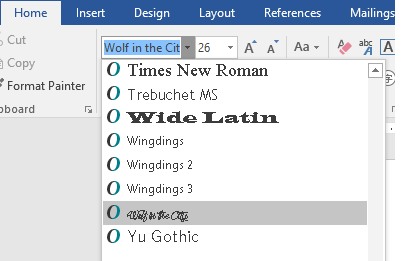 Home Insert Design Layout References Mailings
Cut
Copy
Format Painter
board
Wolf in the Cit 26 Aa A
O Times New Roman
O Trebuchet MS
O Wide Latin
O Wingdings
O Wingdings 2
O Wingdings 3
O Wolf in the City
O Yu Gothic